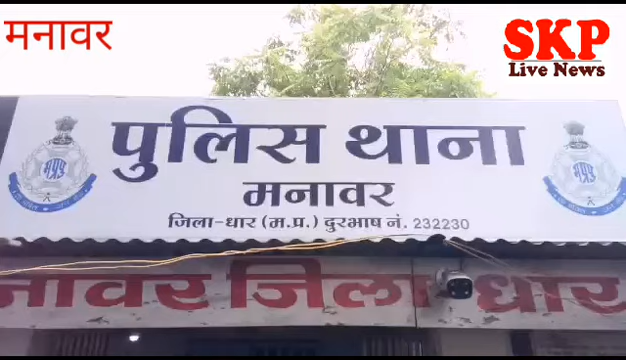 मनावर
SKP
Live News
पुलिस थाना
मनावर
जिला-धार (म.प्र.) दुरभाष नं. 232230
नावर जिला धार